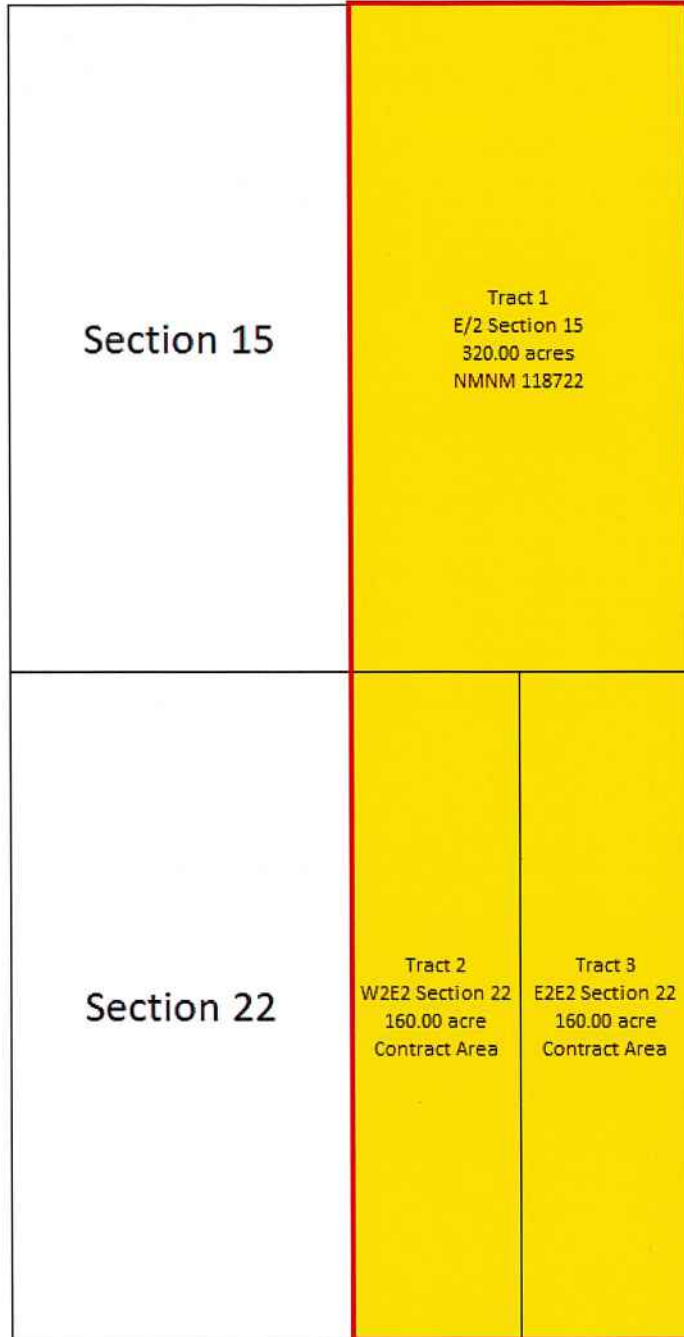 Section 15
Tract 1
E/2 Section 15
320.00 acres
NMNM 118722
Section 22
Tract 2
W2E2 Section 22
160.00 acre
Contract Area
Tract 3
E2E2 Section 22
160.00 acre
Contract Area